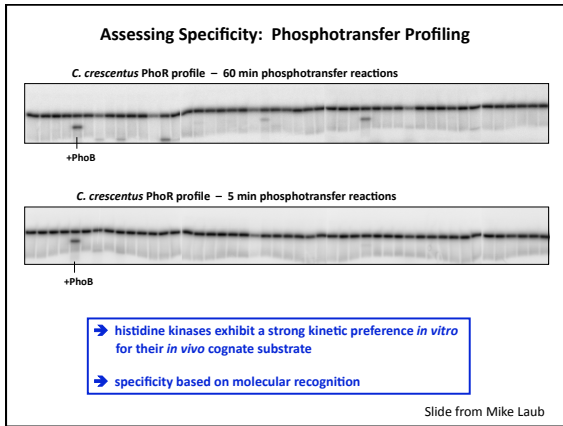 Assessing Specificity: Phosphotransfer Profiling
C. crescentus PhoR profile – 60 min phosphotransfer reactions
+PhoB
C. crescentus PhoR profile – 5 min phosphotransfer reactions
+PhoB
➔ histidine kinases exhibit a strong kinetic preference in vitro
for their in vivo cognate substrate
➔ specificity based on molecular recognition
Slide from Mike Laub